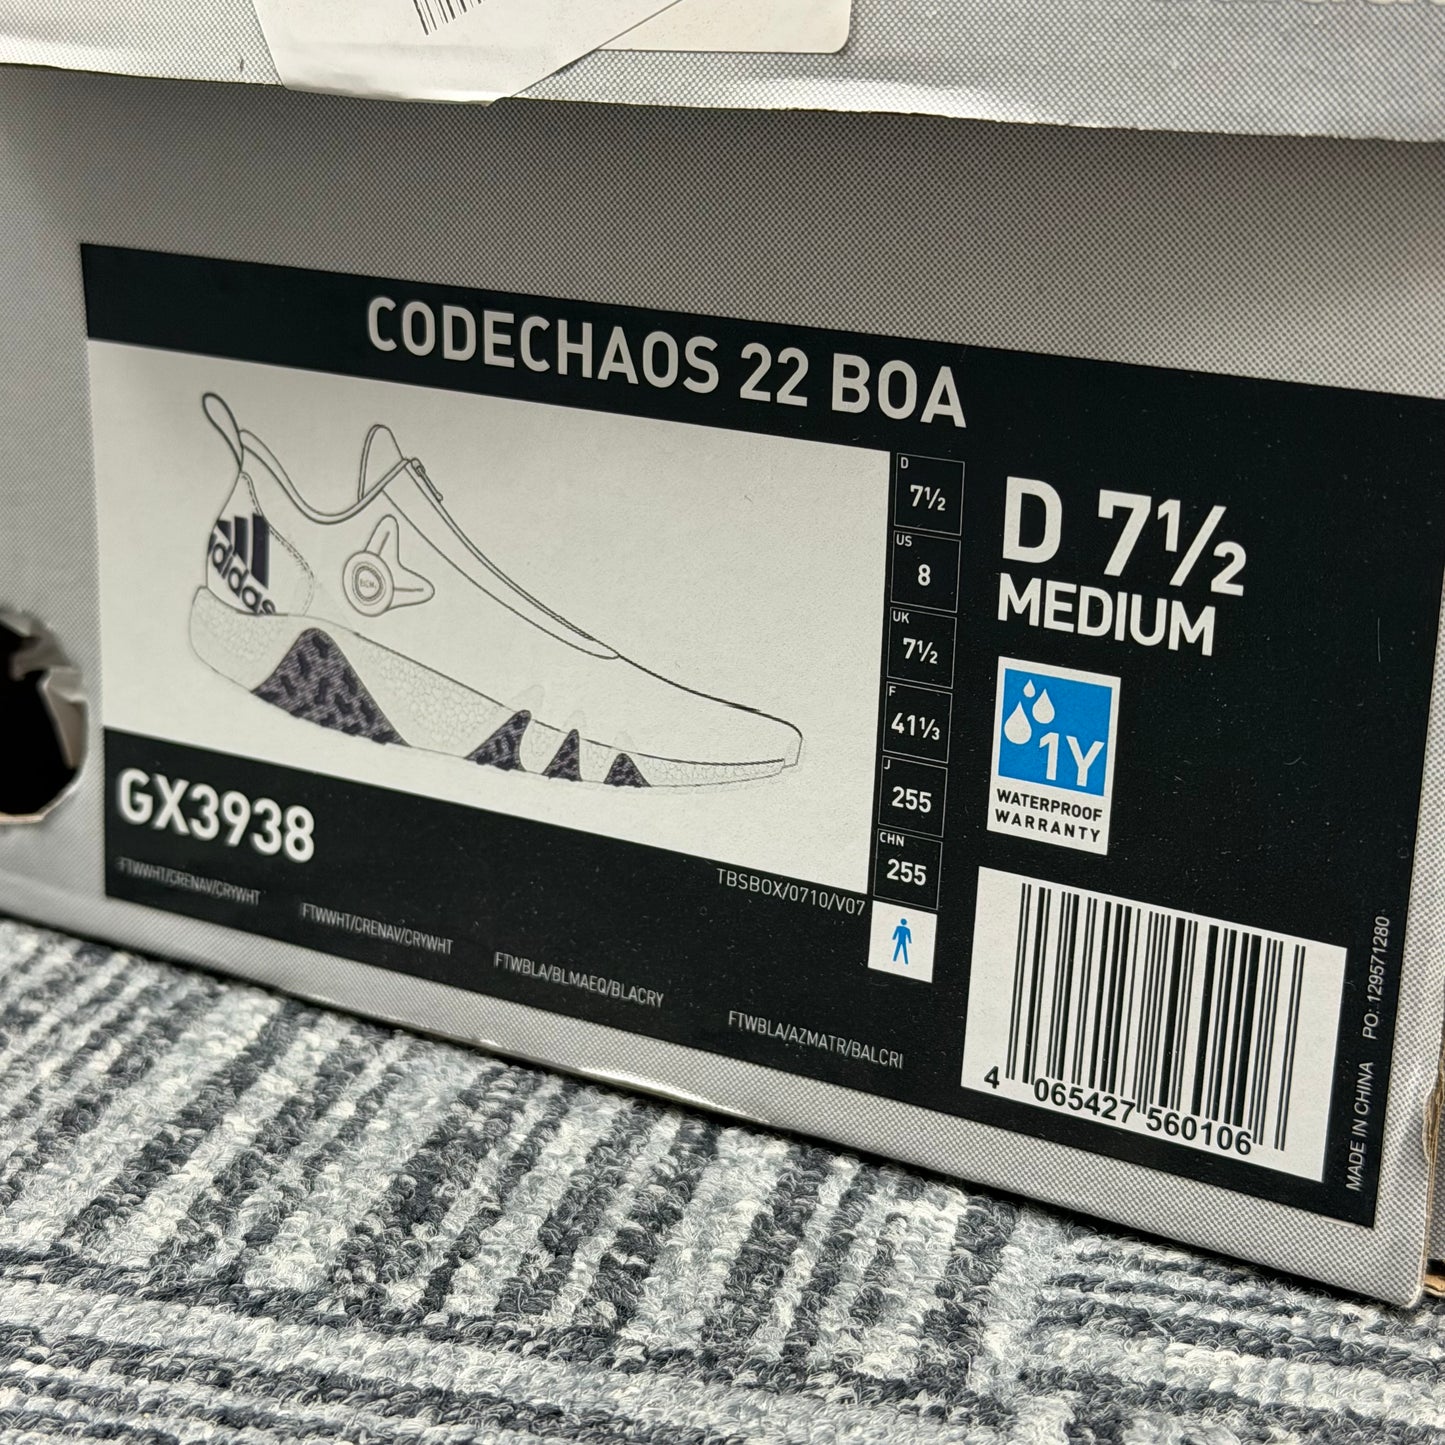 CODECHAOS 22 BOA
adidas
D
7½
US
8
UK
7½
F
41⅓
J
255
CHN
255
D 7½
MEDIUM
1Y
WATERPROOF
WARRANTY
GX3938
TBSBOX/0710/V07
FTWWHT/CRENAV/CRYWHT
FTWWHT/CRENAV/CRYWHT
FTWBLA/BLMAEQ/BLACRY
FTWBLA/AZMATR/BALCRI
4 065427 560106
MADE IN CHINA PO: 129571280